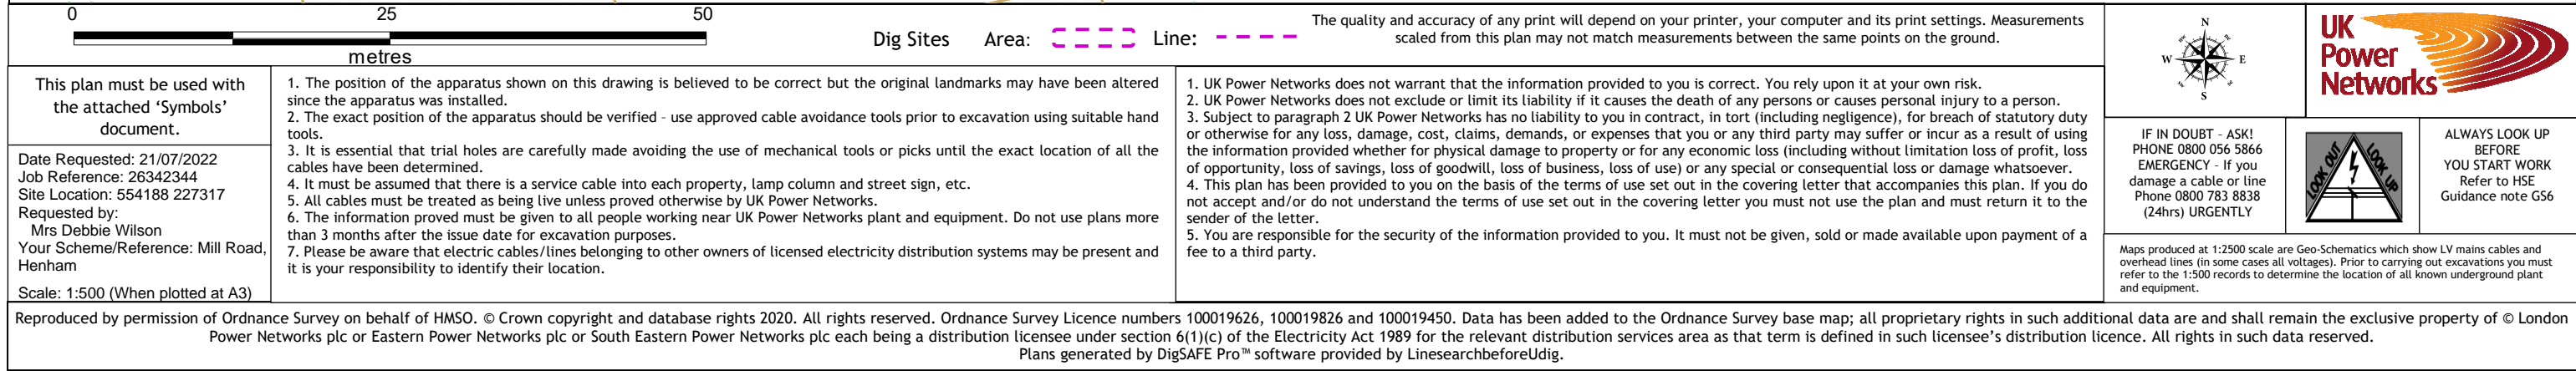 0 25 50
metres
Dig Sites Area: Line:
The quality and accuracy of any print will depend on your printer, your computer and its print settings. Measurements
scaled from this plan may not match measurements between the same points on the ground.
N
W E
S
UK
Power
Networks
This plan must be used with
the attached ‘Symbols’
document.
Date Requested: 21/07/2022
Job Reference: 26342344
Site Location: 554188 227317
Requested by:
Mrs Debbie Wilson
Your Scheme/Reference: Mill Road,
Henham
Scale: 1:500 (When plotted at A3)
1. The position of the apparatus shown on this drawing is believed to be correct but the original landmarks may have been altered
since the apparatus was installed.
2. The exact position of the apparatus should be verified – use approved cable avoidance tools prior to excavation using suitable hand
tools.
3. It is essential that trial holes are carefully made avoiding the use of mechanical tools or picks until the exact location of all the
cables have been determined.
4. It must be assumed that there is a service cable into each property, lamp column and street sign, etc.
5. All cables must be treated as being live unless proved otherwise by UK Power Networks.
6. The information proved must be given to all people working near UK Power Networks plant and equipment. Do not use plans more
than 3 months after the issue date for excavation purposes.
7. Please be aware that electric cables/lines belonging to other owners of licensed electricity distribution systems may be present and
it is your responsibility to identify their location.
1. UK Power Networks does not warrant that the information provided to you is correct. You rely upon it at your own risk.
2. UK Power Networks does not exclude or limit its liability if it causes the death of any persons or causes personal injury to a person.
3. Subject to paragraph 2 UK Power Networks has no liability to you in contract, in tort (including negligence), for breach of statutory duty
or otherwise for any loss, damage, cost, claims, demands, or expenses that you or any third party may suffer or incur as a result of using
the information provided whether for physical damage to property or for any economic loss (including without limitation loss of profit, loss
of opportunity, loss of savings, loss of goodwill, loss of business, loss of use) or any special or consequential loss or damage whatsoever.
4. This plan has been provided to you on the basis of the terms of use set out in the covering letter that accompanies this plan. If you do
not accept and/or do not understand the terms of use set out in the covering letter you must not use the plan and must return it to the
sender of the letter.
5. You are responsible for the security of the information provided to you. It must not be given, sold or made available upon payment of a
fee to a third party.
IF IN DOUBT – ASK!
PHONE 0800 056 5866
EMERGENCY – If you
damage a cable or line
Phone 0800 783 8838
(24hrs) URGENTLY
LOOK OUT
LOOK UP
ALWAYS LOOK UP
BEFORE
YOU START WORK
Refer to HSE
Guidance note GS6
Maps produced at 1:2500 scale are Geo-Schematics which show LV mains cables and
overhead lines (in some cases all voltages). Prior to carrying out excavations you must
refer to the 1:500 records to determine the location of all known underground plant
and equipment.
Reproduced by permission of Ordnance Survey on behalf of HMSO. © Crown copyright and database rights 2020. All rights reserved. Ordnance Survey Licence numbers 100019626, 100019826 and 100019450. Data has been added to the Ordnance Survey base map; all proprietary rights in such additional data are and shall remain the exclusive property of © London
Power Networks plc or Eastern Power Networks plc or South Eastern Power Networks plc each being a distribution licensee under section 6(1)(c) of the Electricity Act 1989 for the relevant distribution services area as that term is defined in such licensee’s distribution licence. All rights in such data reserved.
Plans generated by DigSAFE Pro™ software provided by LinesearchbeforeUdig.